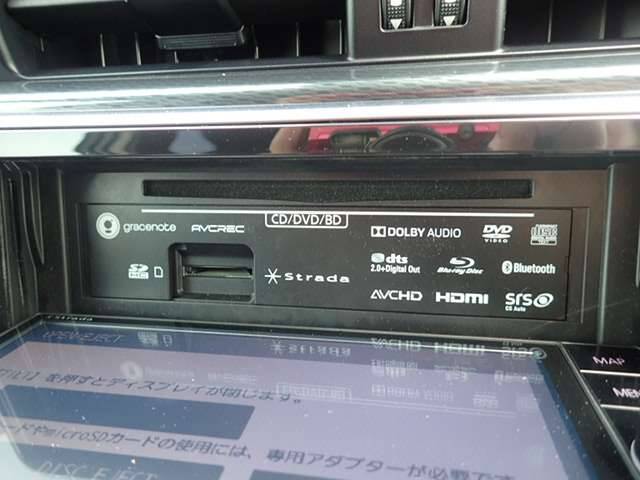 CD/DVD/BD
gracenote AVCREC DOLBY AUDIO DVD VIDEO
dts 2.0+Digital Out Blu-ray Disc Bluetooth
SD HC Strada
AVCHD HDMI SRS CS Auto
MAP
Strada
を押すとディスプレイが閉じます。
microSDカードの使用には、専用アダプターが必要です
DISC EJECT